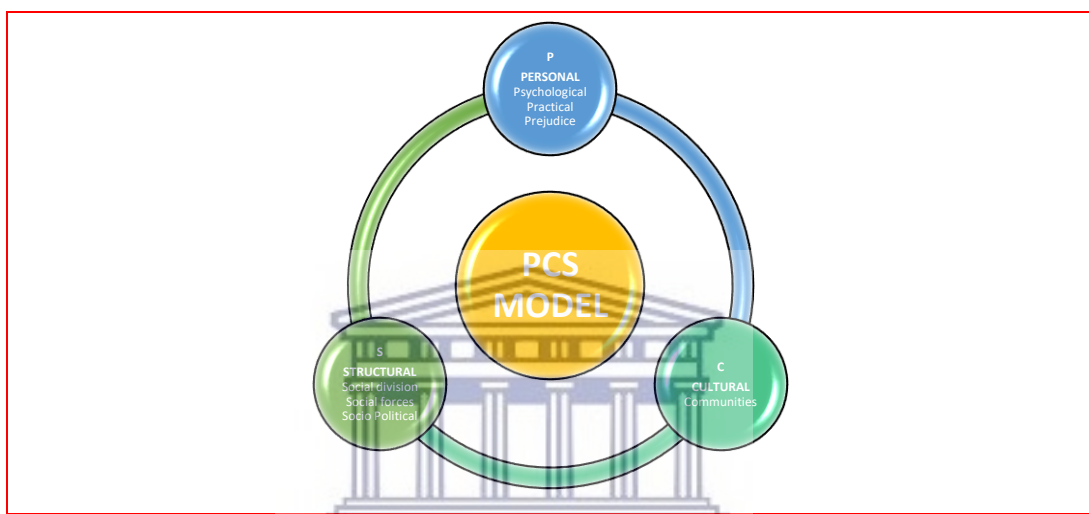 P
PERSONAL
Psychological
Practical
Prejudice
PCS
MODEL
S
STRUCTURAL
Social division
Social forces
Socio Political
C
CULTURAL
Communities